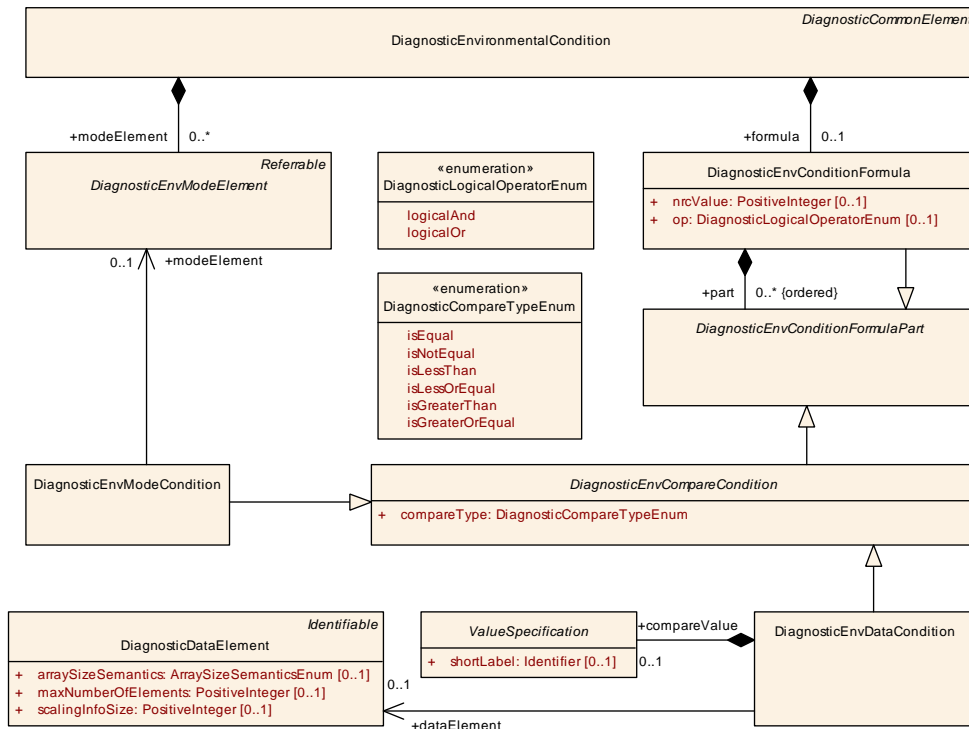 DiagnosticCommonElement
DiagnosticEnvironmentalCondition
+modeElement 0..*
+formula 0..1
Referrable
DiagnosticEnvModeElement
«enumeration»
DiagnosticLogicalOperatorEnum
logicalAnd
logicalOr
DiagnosticEnvConditionFormula
+ nrcValue: PositiveInteger [0..1]
+ op: DiagnosticLogicalOperatorEnum [0..1]
0..1 +modeElement
«enumeration»
DiagnosticCompareTypeEnum
isEqual
isNotEqual
isLessThan
isLessOrEqual
isGreaterThan
isGreaterOrEqual
+part 0..* {ordered}
DiagnosticEnvConditionFormulaPart
DiagnosticEnvModeCondition
DiagnosticEnvCompareCondition
+ compareType: DiagnosticCompareTypeEnum
Identifiable
DiagnosticDataElement
+ arraySizeSemantics: ArraySizeSemanticsEnum [0..1]
+ maxNumberOfElements: PositiveInteger [0..1]
+ scalingInfoSize: PositiveInteger [0..1]
ValueSpecification
+ shortLabel: Identifier [0..1]
+compareValue
0..1
DiagnosticEnvDataCondition
0..1
+dataElement